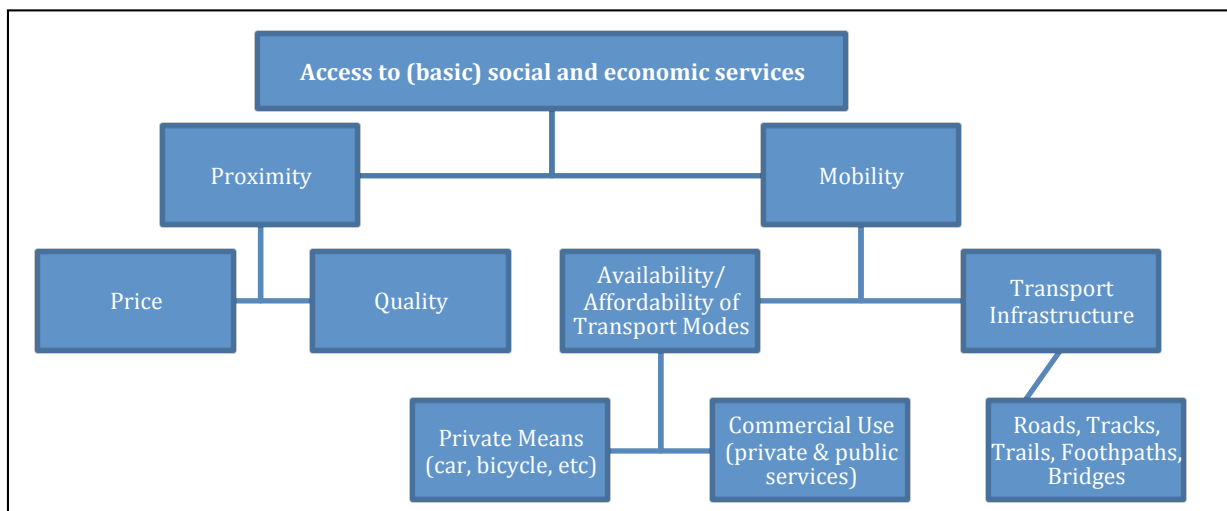 Access to (basic) social and economic services
Proximity
Mobility
Price
Quality
Availability/
Affordability of
Transport Modes
Transport
Infrastructure
Private Means
(car, bicycle, etc)
Commercial Use
(private & public
services)
Roads, Tracks,
Trails, Footpaths,
Bridges